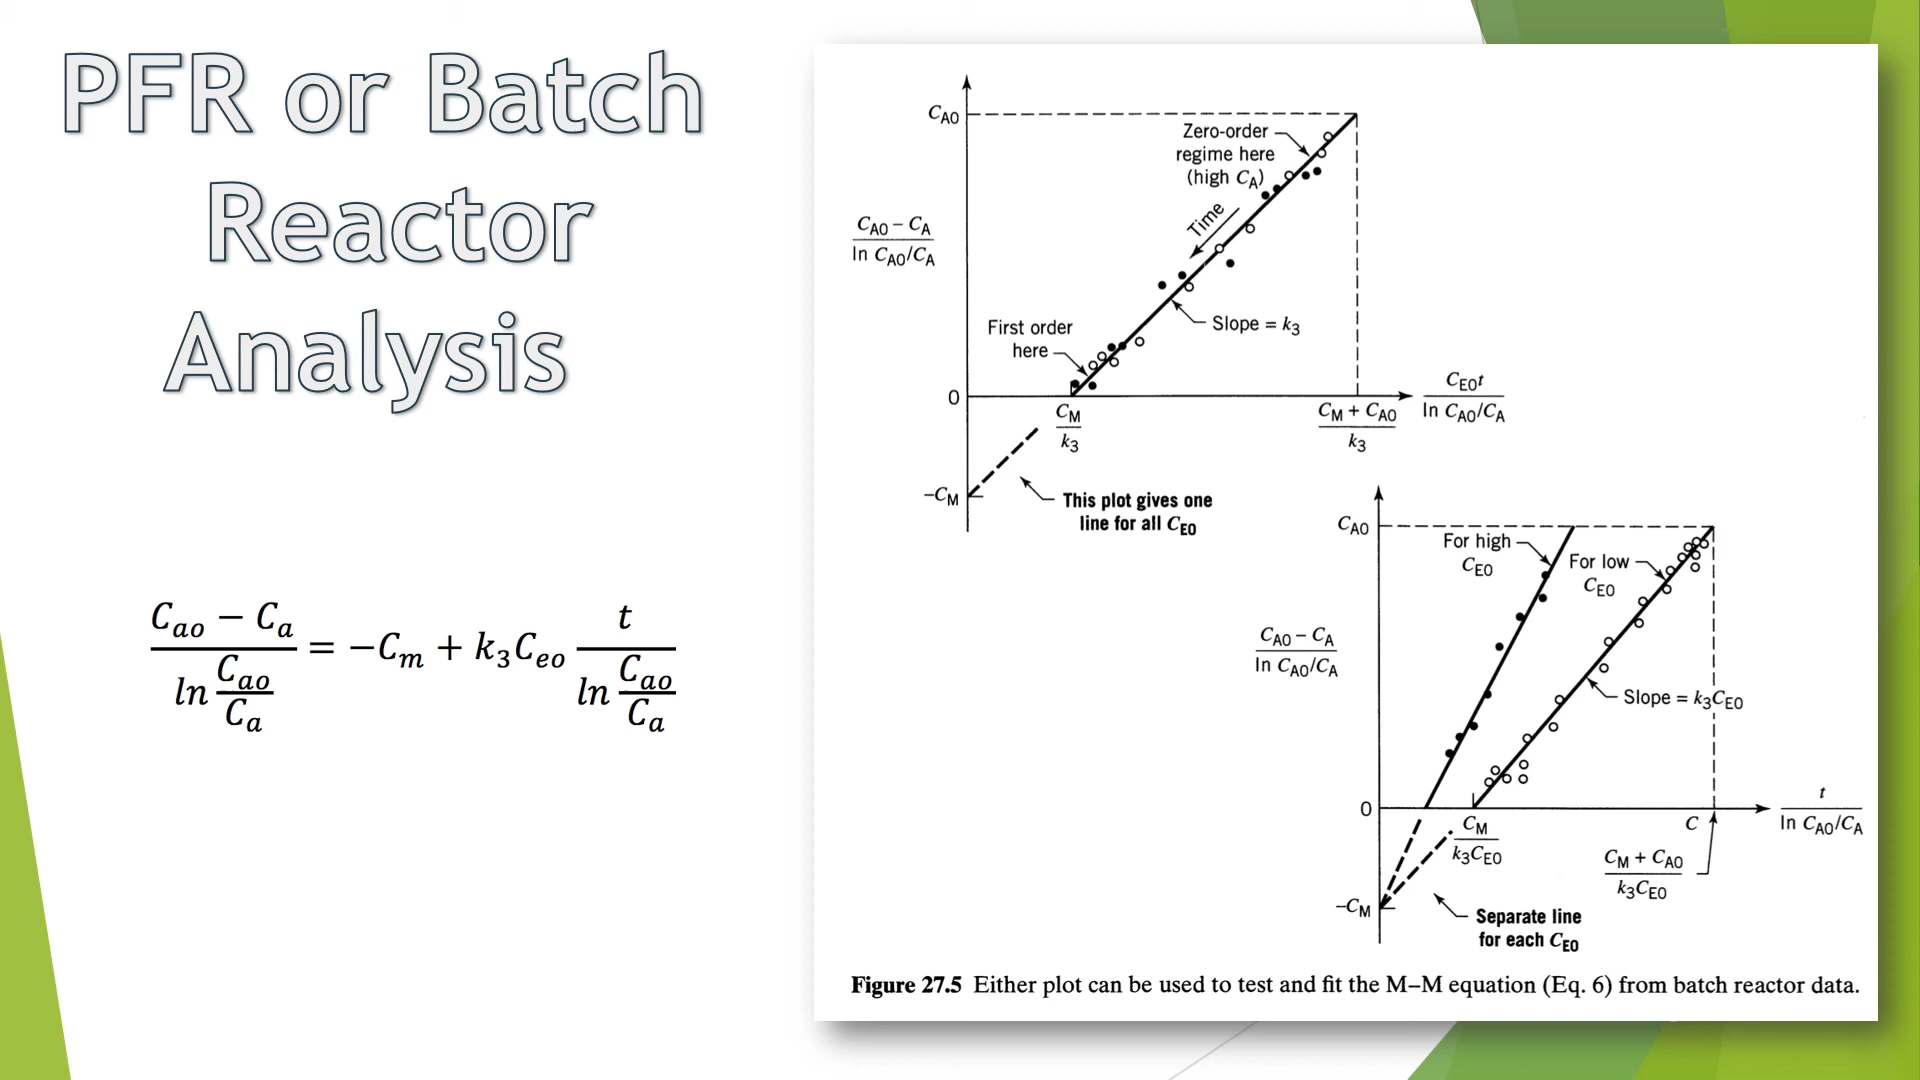 PFR or Batch
Reactor
Analysis
(C_ao − C_a) / (ln C_ao/C_a) = −C_m + k_3C_eo t / (ln C_ao/C_a)
C_A0
Zero-order
regime here
(high C_A)
Time
C_A0 – C_A
ln C_A0/C_A
First order
here
Slope = k_3
0
C_M
k_3
C_M + C_A0
k_3
C_E0t
ln C_A0/C_A
–C_M
This plot gives one
line for all C_E0
C_A0
For high
C_E0
For low
C_E0
C_A0 – C_A
ln C_A0/C_A
Slope = k_3C_E0
0
C_M
k_3C_E0
C
C_M + C_A0
k_3C_E0
t
ln C_A0/C_A
–C_M
Separate line
for each C_E0
Figure 27.5 Either plot can be used to test and fit the M–M equation (Eq. 6) from batch reactor data.